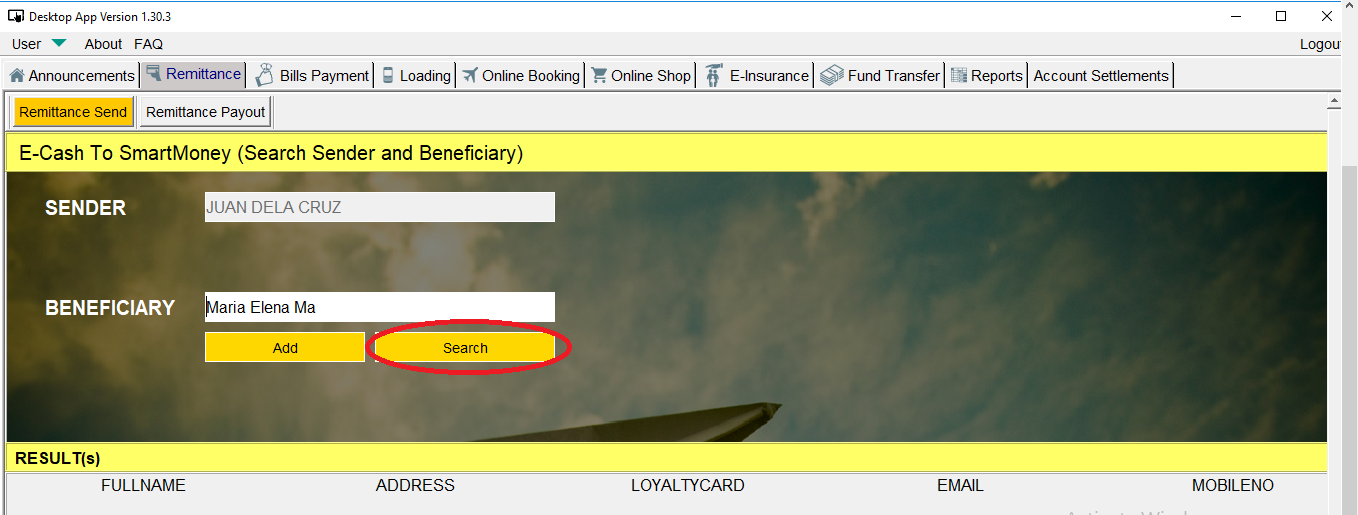 Desktop App Version 1.30.3
User About FAQ Logout
Announcements Remittance Bills Payment Loading Online Booking Online Shop E-Insurance Fund Transfer Reports Account Settlements
Remittance Send Remittance Payout
E-Cash To SmartMoney (Search Sender and Beneficiary)
SENDER JUAN DELA CRUZ
BENEFICIARY Maria Elena Ma
Add Search
RESULT(s)
FULLNAME ADDRESS LOYALTYCARD EMAIL MOBILENO